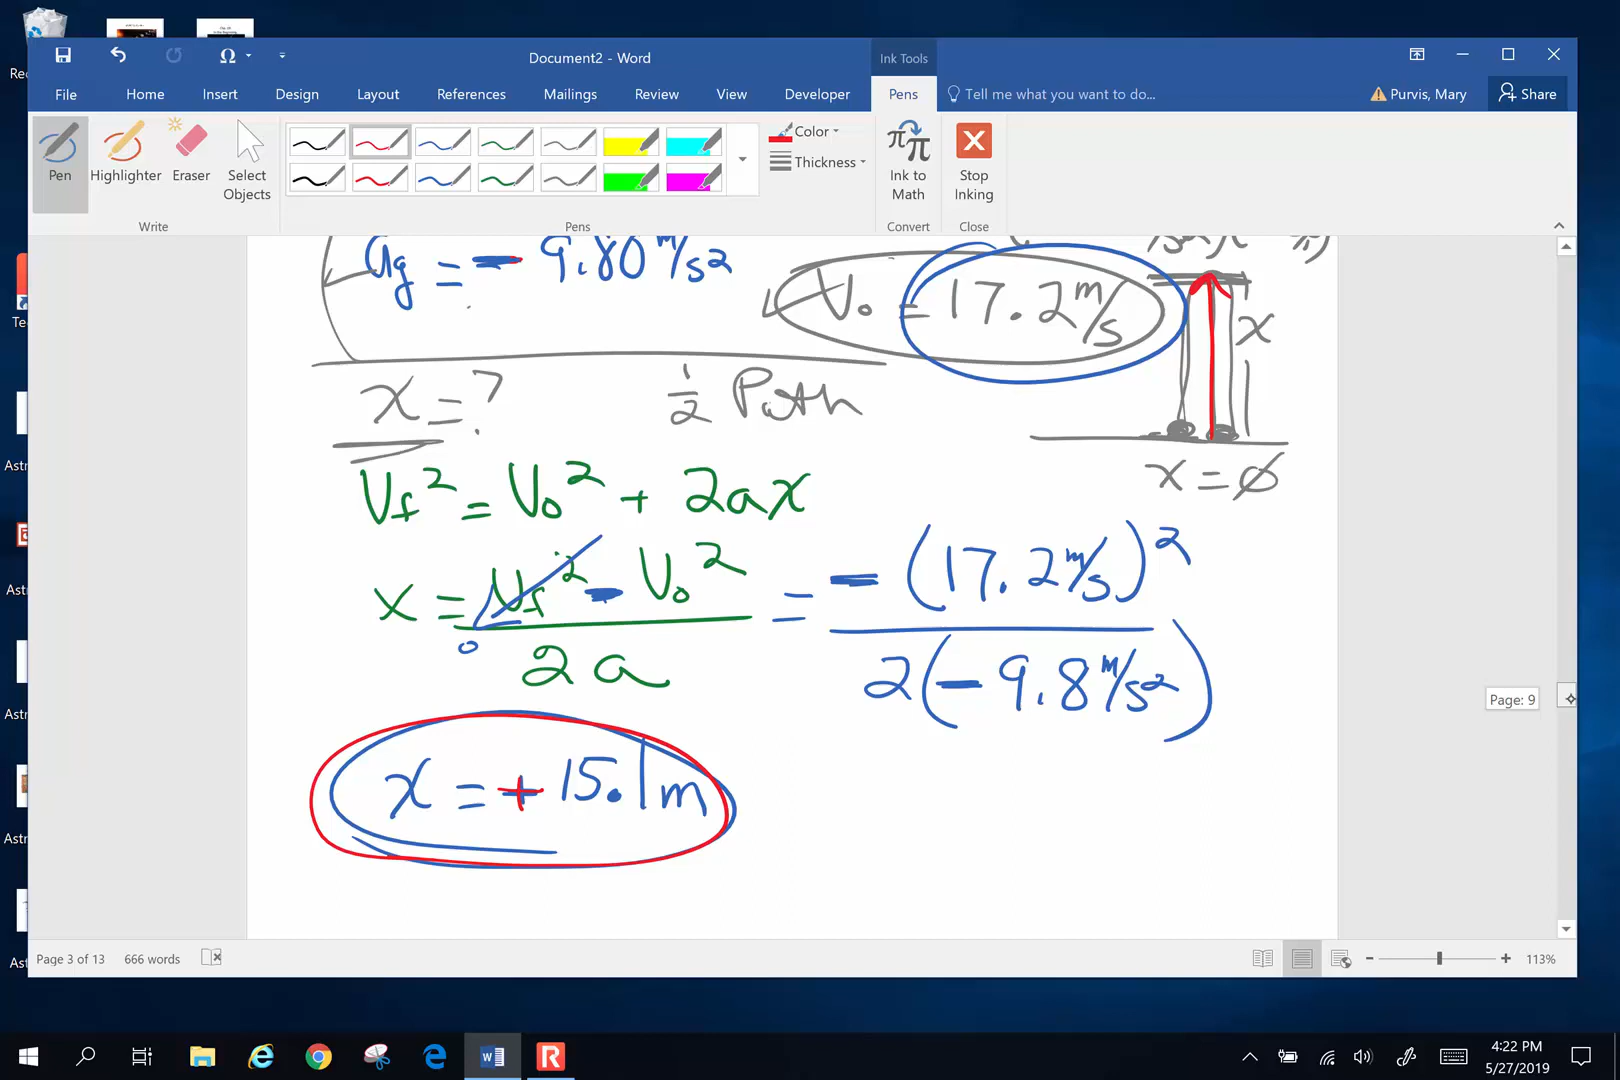 Document2 - Word
Ink Tools
File
Home
Insert
Design
Layout
References
Mailings
Review
View
Developer
Pens
Tell me what you want to do...
Purvis, Mary
Share
Pen
Highlighter
Eraser
Select
Objects
Color
Thickness
Ink to
Math
Stop
Inking
Write
Pens
Convert
Close
ag = - 9.80 m/s2
V0 = 17.2 m/s
x
x = ?
1/2 Path
x = ∅
Vf² = V0² + 2ax
x = Vf² - V0² / 2a = - (17.2 m/s)² / 2(- 9.8 m/s²)
0
x = + 15.1 m
Page: 9
Page 3 of 13
666 words
113%
4:22 PM
5/27/2019